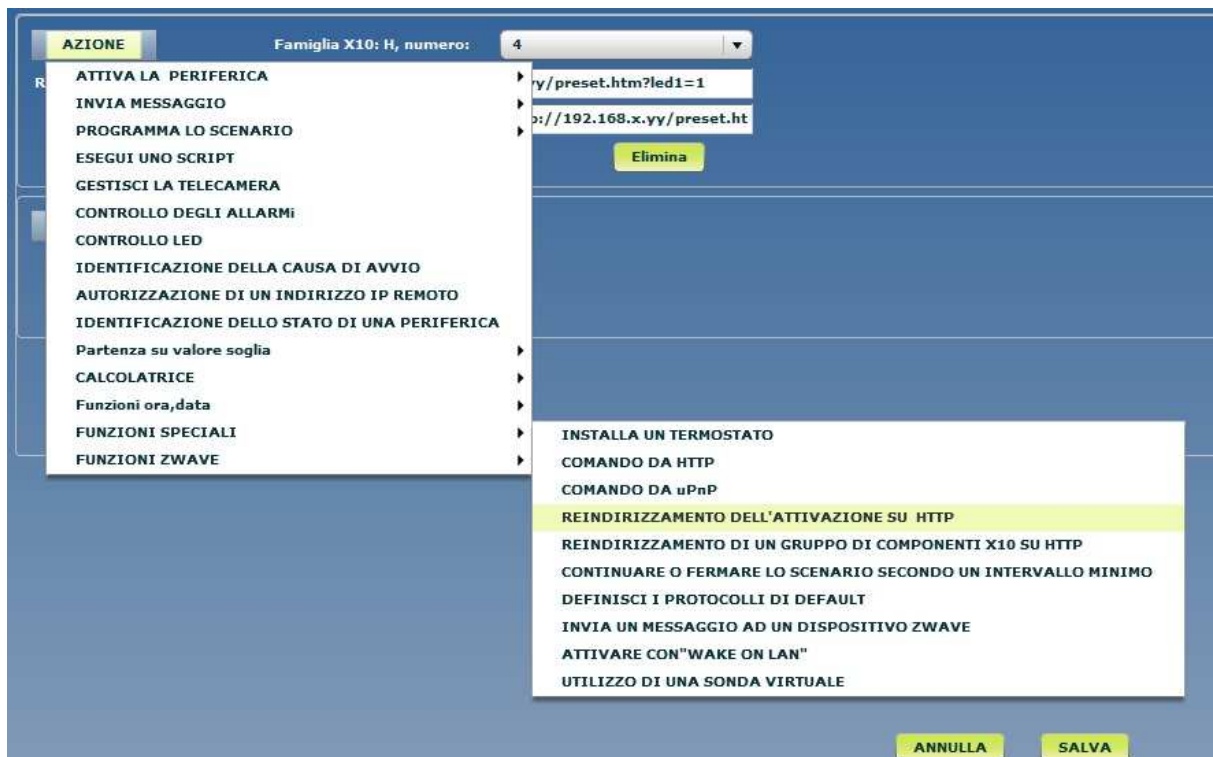 AZIONE
Famiglia X10: H, numero:
4
R
yy/preset.htm?led1=1
://192.168.x.yy/preset.ht
Elimina
ATTIVA LA PERIFERICA
INVIA MESSAGGIO
PROGRAMMA LO SCENARIO
ESEGUI UNO SCRIPT
GESTISCI LA TELECAMERA
CONTROLLO DEGLI ALLARMi
CONTROLLO LED
IDENTIFICAZIONE DELLA CAUSA DI AVVIO
AUTORIZZAZIONE DI UN INDIRIZZO IP REMOTO
IDENTIFICAZIONE DELLO STATO DI UNA PERIFERICA
Partenza su valore soglia
CALCOLATRICE
Funzioni ora,data
FUNZIONI SPECIALI
FUNZIONI ZWAVE
INSTALLA UN TERMOSTATO
COMANDO DA HTTP
COMANDO DA uPnP
REINDIRIZZAMENTO DELL'ATTIVAZIONE SU HTTP
REINDIRIZZAMENTO DI UN GRUPPO DI COMPONENTI X10 SU HTTP
CONTINUARE O FERMARE LO SCENARIO SECONDO UN INTERVALLO MINIMO
DEFINISCI I PROTOCOLLI DI DEFAULT
INVIA UN MESSAGGIO AD UN DISPOSITIVO ZWAVE
ATTIVARE CON"WAKE ON LAN"
UTILIZZO DI UNA SONDA VIRTUALE
ANNULLA
SALVA